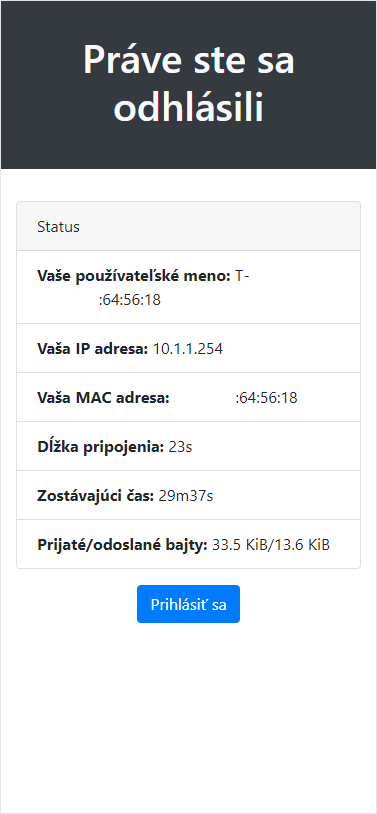 Práve ste sa
odhlásili
Status
Vaše používateľské meno: T-
:64:56:18
Vaša IP adresa: 10.1.1.254
Vaša MAC adresa: :64:56:18
Dĺžka pripojenia: 23s
Zostávajúci čas: 29m37s
Prijaté/odoslané bajty: 33.5 KiB/13.6 KiB
Prihlásiť sa